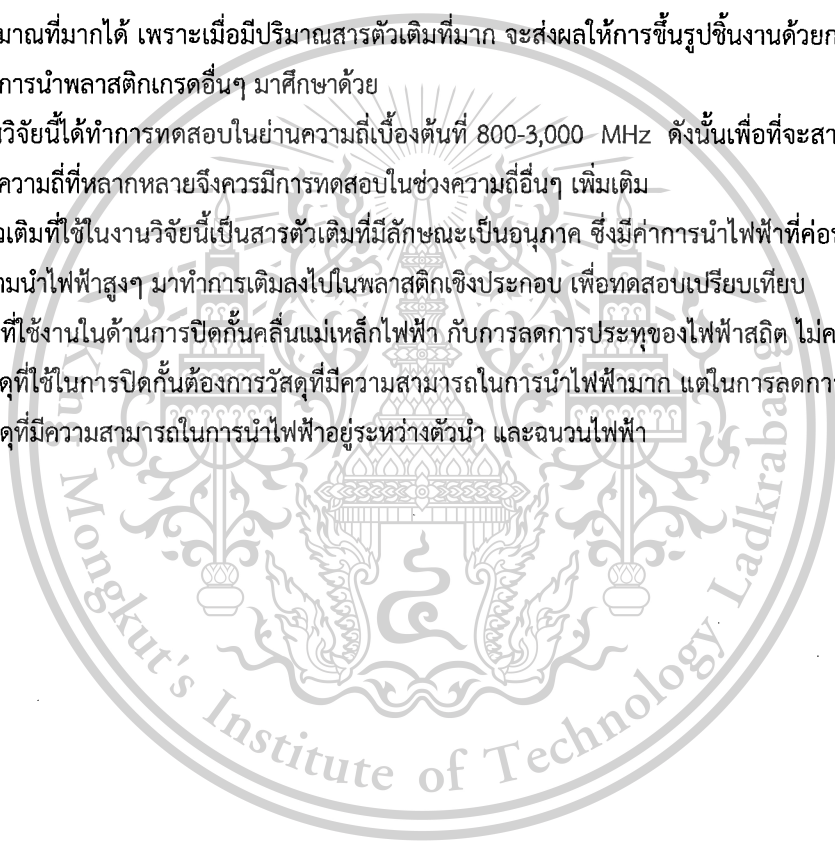 มาณที่มากได้ เพราะเมื่อมีปริมาณสารตัวเติมที่มาก จะส่งผลให้การขึ้นรูปชิ้นงานด้วยก
การนำพลาสติกเกรดอื่นๆ มาศึกษาด้วย
วิจัยนี้ได้ทำการทดสอบในย่านความถี่เบื้องต้นที่ 800-3,000 MHz ดังนั้นเพื่อที่จะสา
ความถี่ที่หลากหลายจึงควรมีการทดสอบในช่วงความถี่อื่นๆ เพิ่มเติม
วเติมที่ใช้ในงานวิจัยนี้เป็นสารตัวเติมที่มีลักษณะเป็นอนุภาค ซึ่งมีค่าการนำไฟฟ้าที่ค่อน
ามนำไฟฟ้าสูงๆ มาทำการเติมลงไปในพลาสติกเชิงประกอบ เพื่อทดสอบเปรียบเทียบ
ที่ใช้งานในด้านการปิดกั้นคลื่นแม่เหล็กไฟฟ้า กับการลดการประทุของไฟฟ้าสถิต ไม่ค
ดุที่ใช้ในการปิดกั้นต้องการวัสดุที่มีความสามารถในการนำไฟฟ้ามาก แต่ในการลดกา
ดุที่มีความสามารถในการนำไฟฟ้าอยู่ระหว่างตัวนำ และฉนวนไฟฟ้า
Mongkut's Institute of Technology Ladkrabang